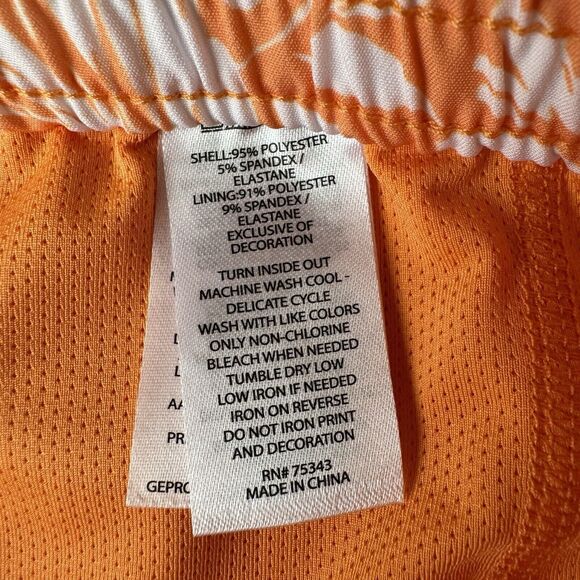 SHELL:95% POLYESTER
5% SPANDEX /
ELASTANE
LINING:91% POLYESTER
9% SPANDEX /
ELASTANE
EXCLUSIVE OF
DECORATION
TURN INSIDE OUT
MACHINE WASH COOL -
DELICATE CYCLE
WASH WITH LIKE COLORS
ONLY NON-CHLORINE
BLEACH WHEN NEEDED
TUMBLE DRY LOW
LOW IRON IF NEEDED
IRON ON REVERSE
DO NOT IRON PRINT
AND DECORATION
RN# 75343
MADE IN CHINA